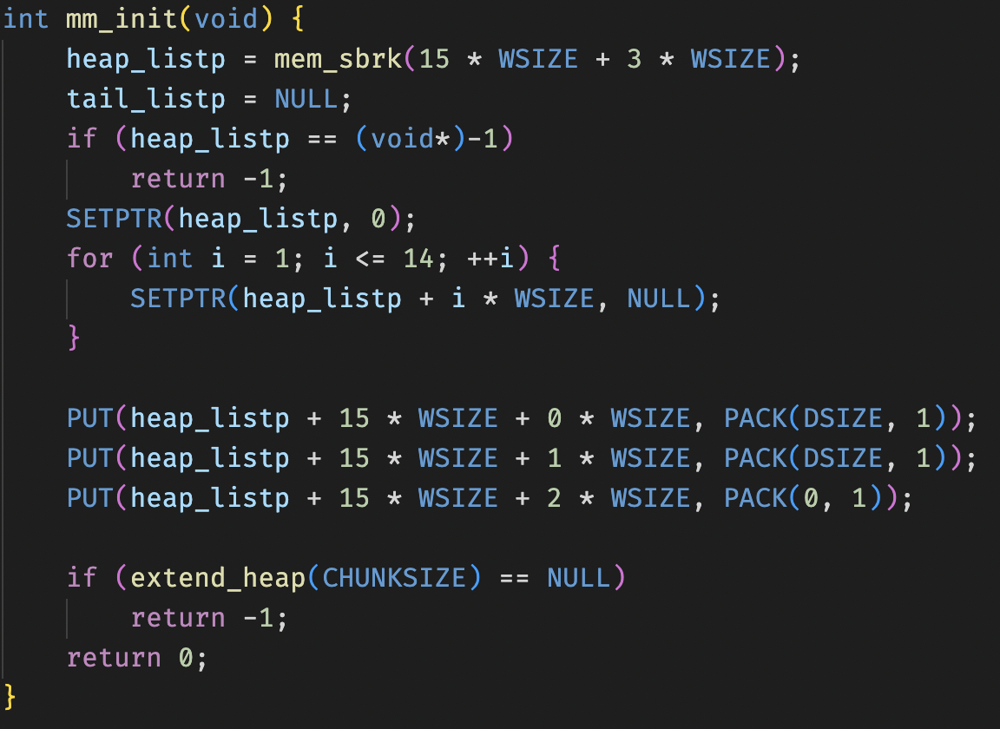 int mm_init(void) {
    heap_listp = mem_sbrk(15 * WSIZE + 3 * WSIZE);
    tail_listp = NULL;
    if (heap_listp == (void*)-1)
        return -1;
    SETPTR(heap_listp, 0);
    for (int i = 1; i <= 14; ++i) {
        SETPTR(heap_listp + i * WSIZE, NULL);
    }

    PUT(heap_listp + 15 * WSIZE + 0 * WSIZE, PACK(DSIZE, 1));
    PUT(heap_listp + 15 * WSIZE + 1 * WSIZE, PACK(DSIZE, 1));
    PUT(heap_listp + 15 * WSIZE + 2 * WSIZE, PACK(0, 1));

    if (extend_heap(CHUNKSIZE) == NULL)
        return -1;
    return 0;
}